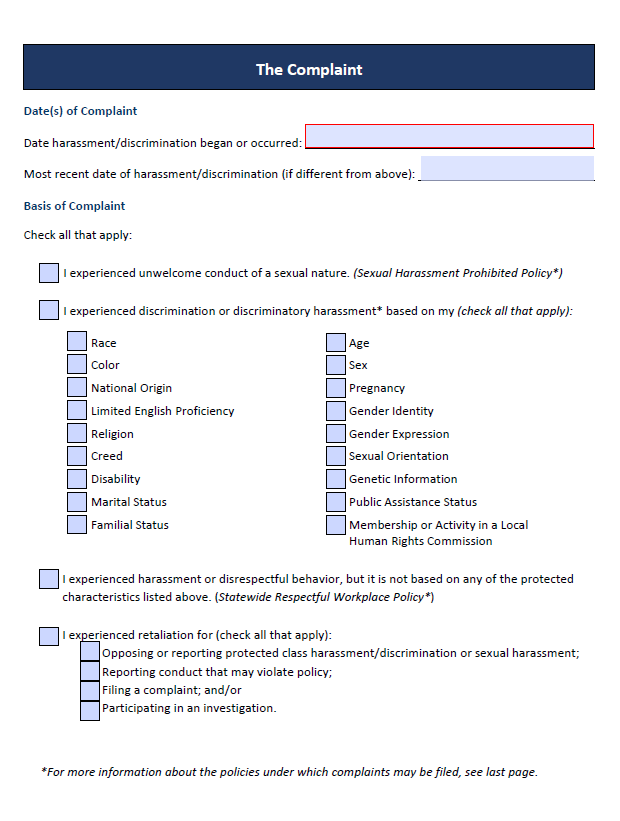 The Complaint
Date(s) of Complaint
Date harassment/discrimination began or occurred:
Most recent date of harassment/discrimination (if different from above):
Basis of Complaint
Check all that apply:
I experienced unwelcome conduct of a sexual nature. (Sexual Harassment Prohibited Policy*)
I experienced discrimination or discriminatory harassment* based on my (check all that apply):
Race
Color
National Origin
Limited English Proficiency
Religion
Creed
Disability
Marital Status
Familial Status
Age
Sex
Pregnancy
Gender Identity
Gender Expression
Sexual Orientation
Genetic Information
Public Assistance Status
Membership or Activity in a Local
Human Rights Commission
I experienced harassment or disrespectful behavior, but it is not based on any of the protected
characteristics listed above. (Statewide Respectful Workplace Policy*)
I experienced retaliation for (check all that apply):
Opposing or reporting protected class harassment/discrimination or sexual harassment;
Reporting conduct that may violate policy;
Filing a complaint; and/or
Participating in an investigation.
*For more information about the policies under which complaints may be filed, see last page.